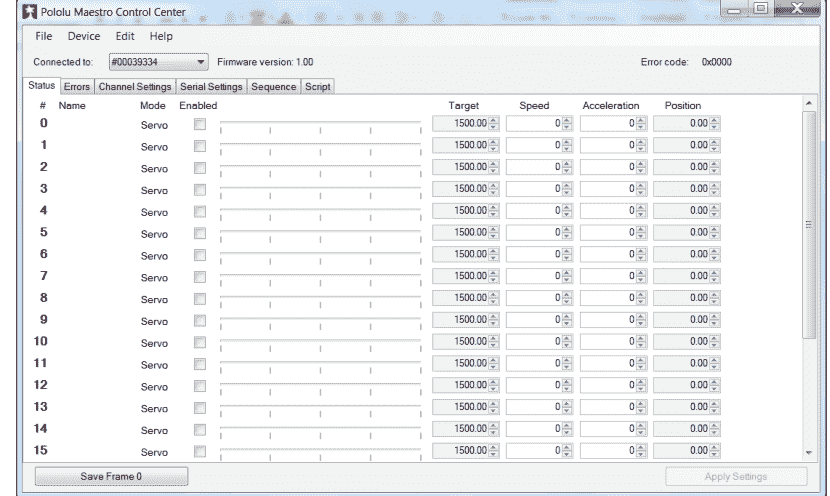 Pololu Maestro Control Center
File Device Edit Help
Connected to: #00039334 Firmware version: 1.00 Error code: 0x0000
Status Errors Channel Settings Serial Settings Sequence Script
# Name Mode Enabled Target Speed Acceleration Position
0 Servo 1500.00 0 0 0.00
1 Servo 1500.00 0 0 0.00
2 Servo 1500.00 0 0 0.00
3 Servo 1500.00 0 0 0.00
4 Servo 1500.00 0 0 0.00
5 Servo 1500.00 0 0 0.00
6 Servo 1500.00 0 0 0.00
7 Servo 1500.00 0 0 0.00
8 Servo 1500.00 0 0 0.00
9 Servo 1500.00 0 0 0.00
10 Servo 1500.00 0 0 0.00
11 Servo 1500.00 0 0 0.00
12 Servo 1500.00 0 0 0.00
13 Servo 1500.00 0 0 0.00
14 Servo 1500.00 0 0 0.00
15 Servo 1500.00 0 0 0.00
Save Frame 0 Apply Settings